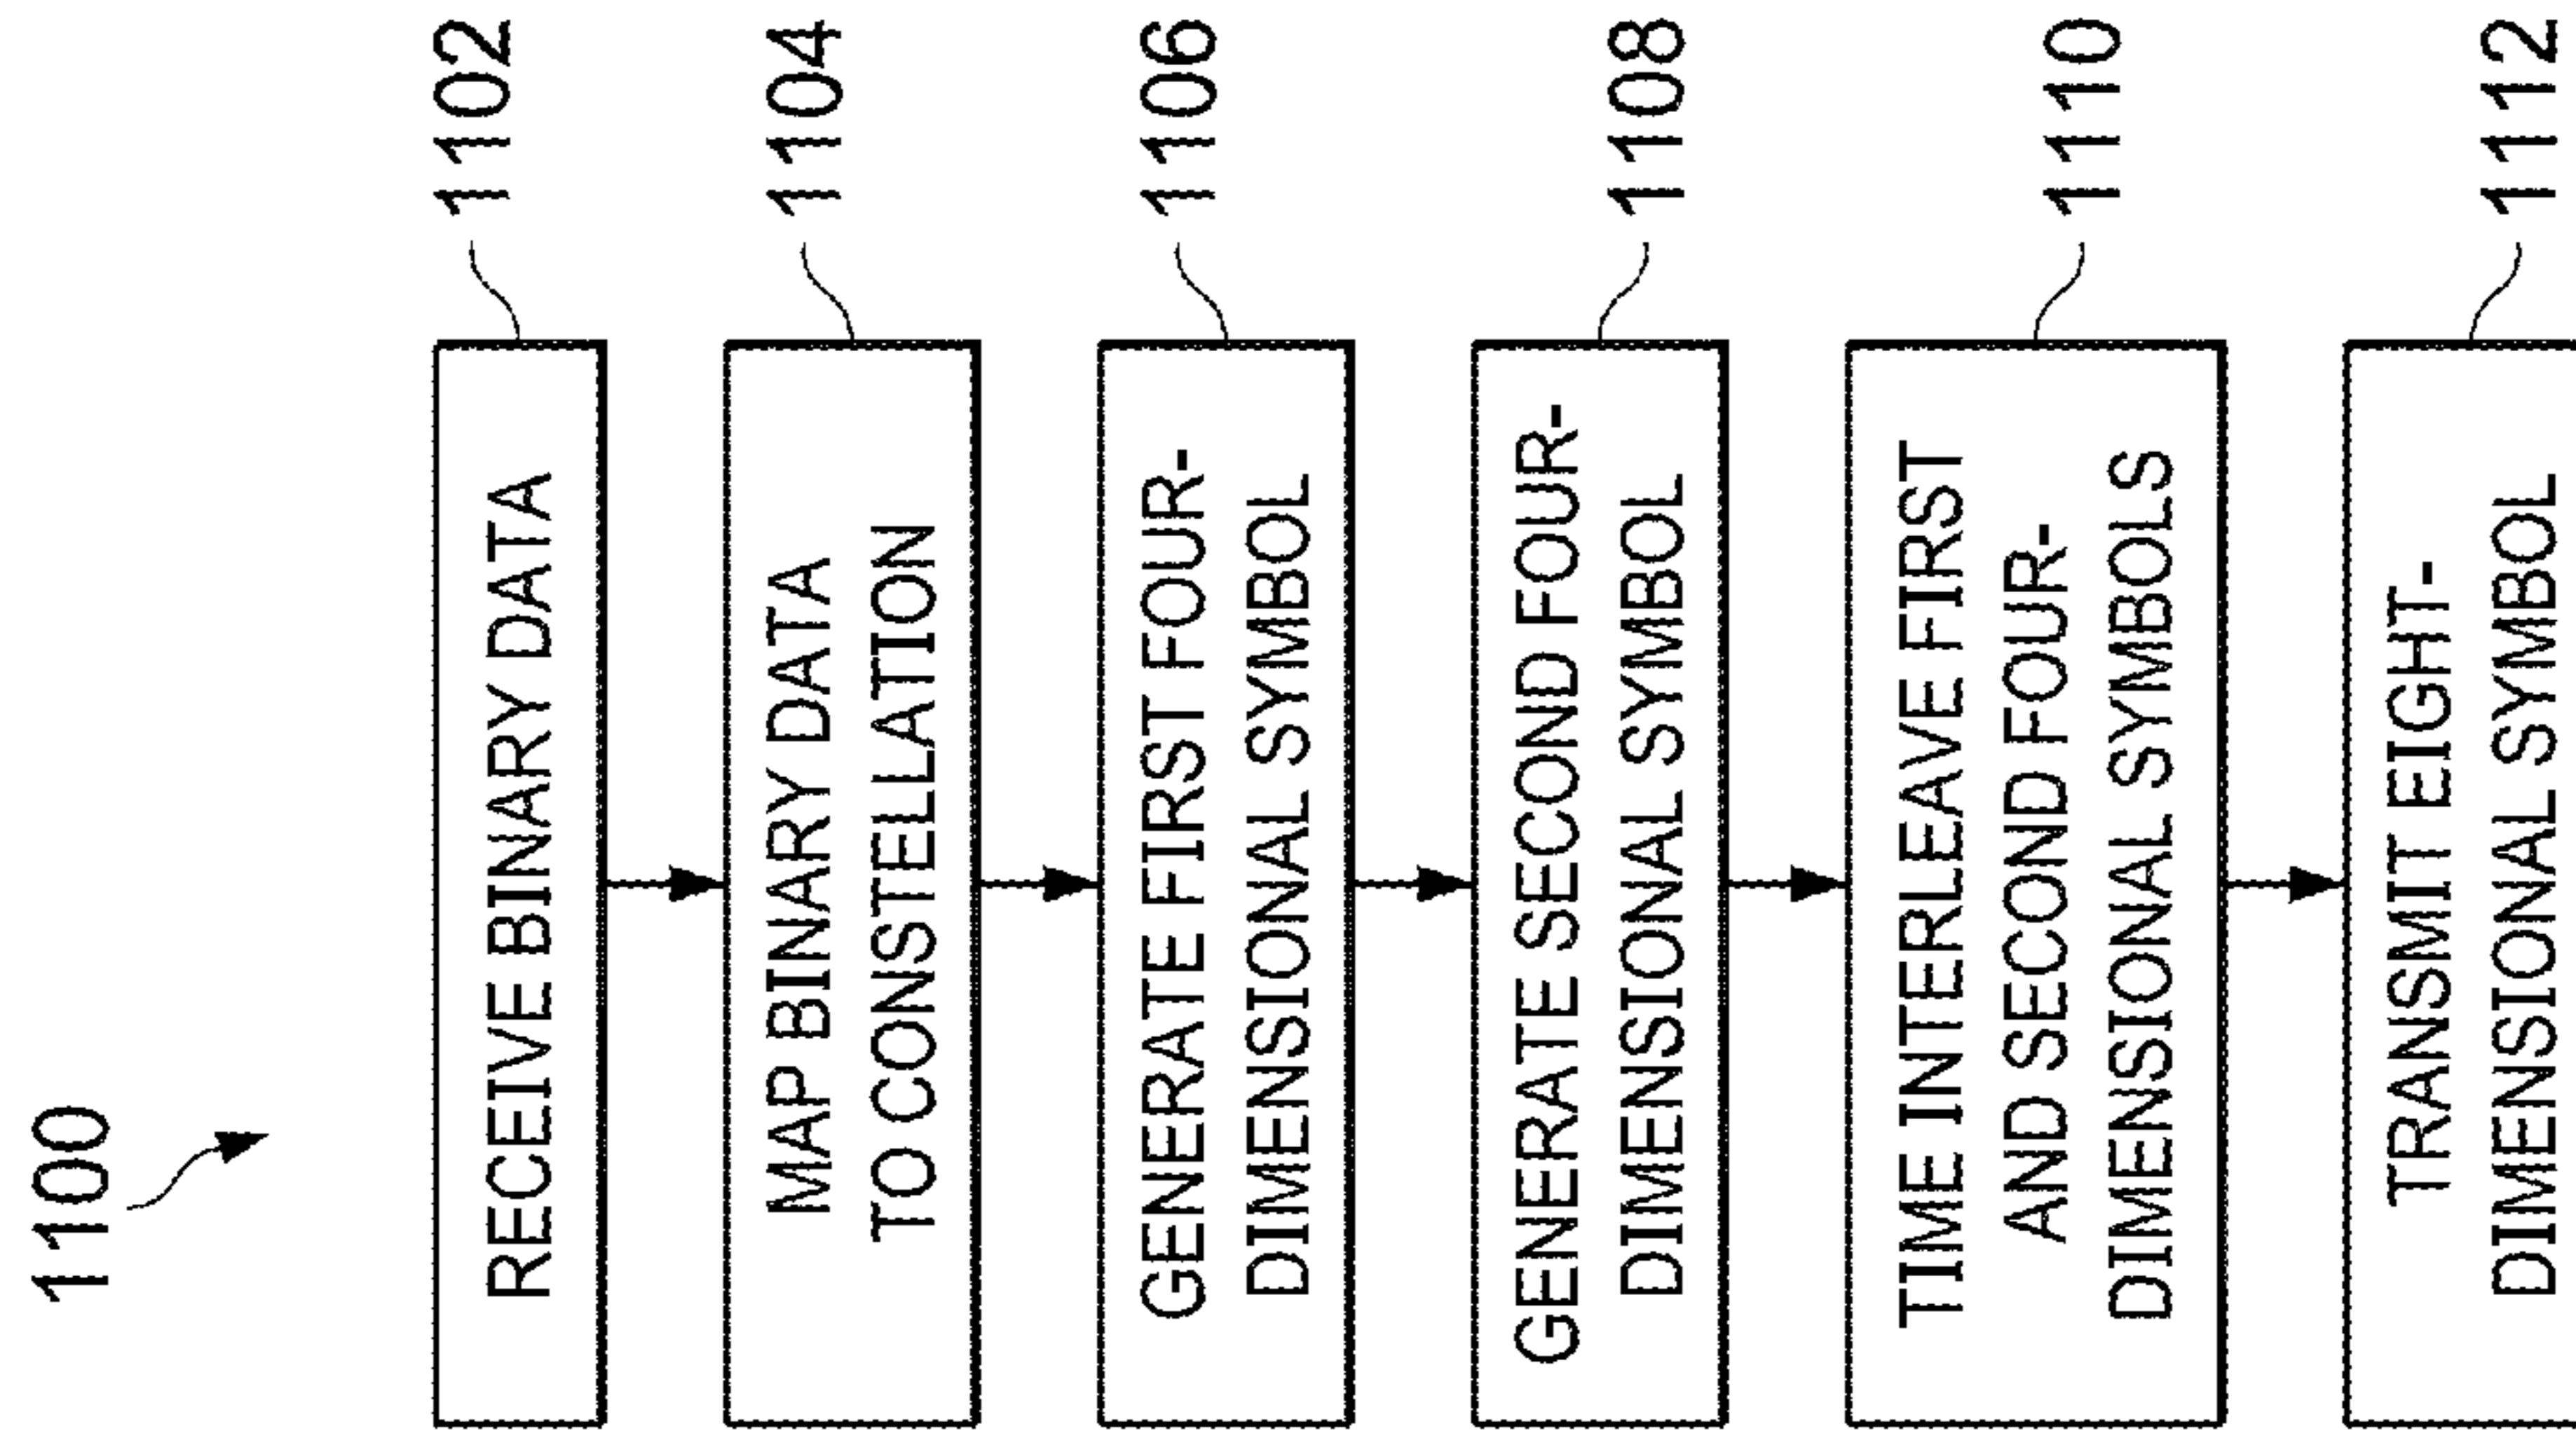 1100
RECEIVE BINARY DATA
1102
MAP BINARY DATA
TO CONSTELLATION
1104
GENERATE FIRST FOUR-
DIMENSIONAL SYMBOL
1106
GENERATE SECOND FOUR-
DIMENSIONAL SYMBOL
1108
TIME INTERLEAVE FIRST
AND SECOND FOUR-
DIMENSIONAL SYMBOLS
1110
TRANSMIT EIGHT-
DIMENSIONAL SYMBOL
1112